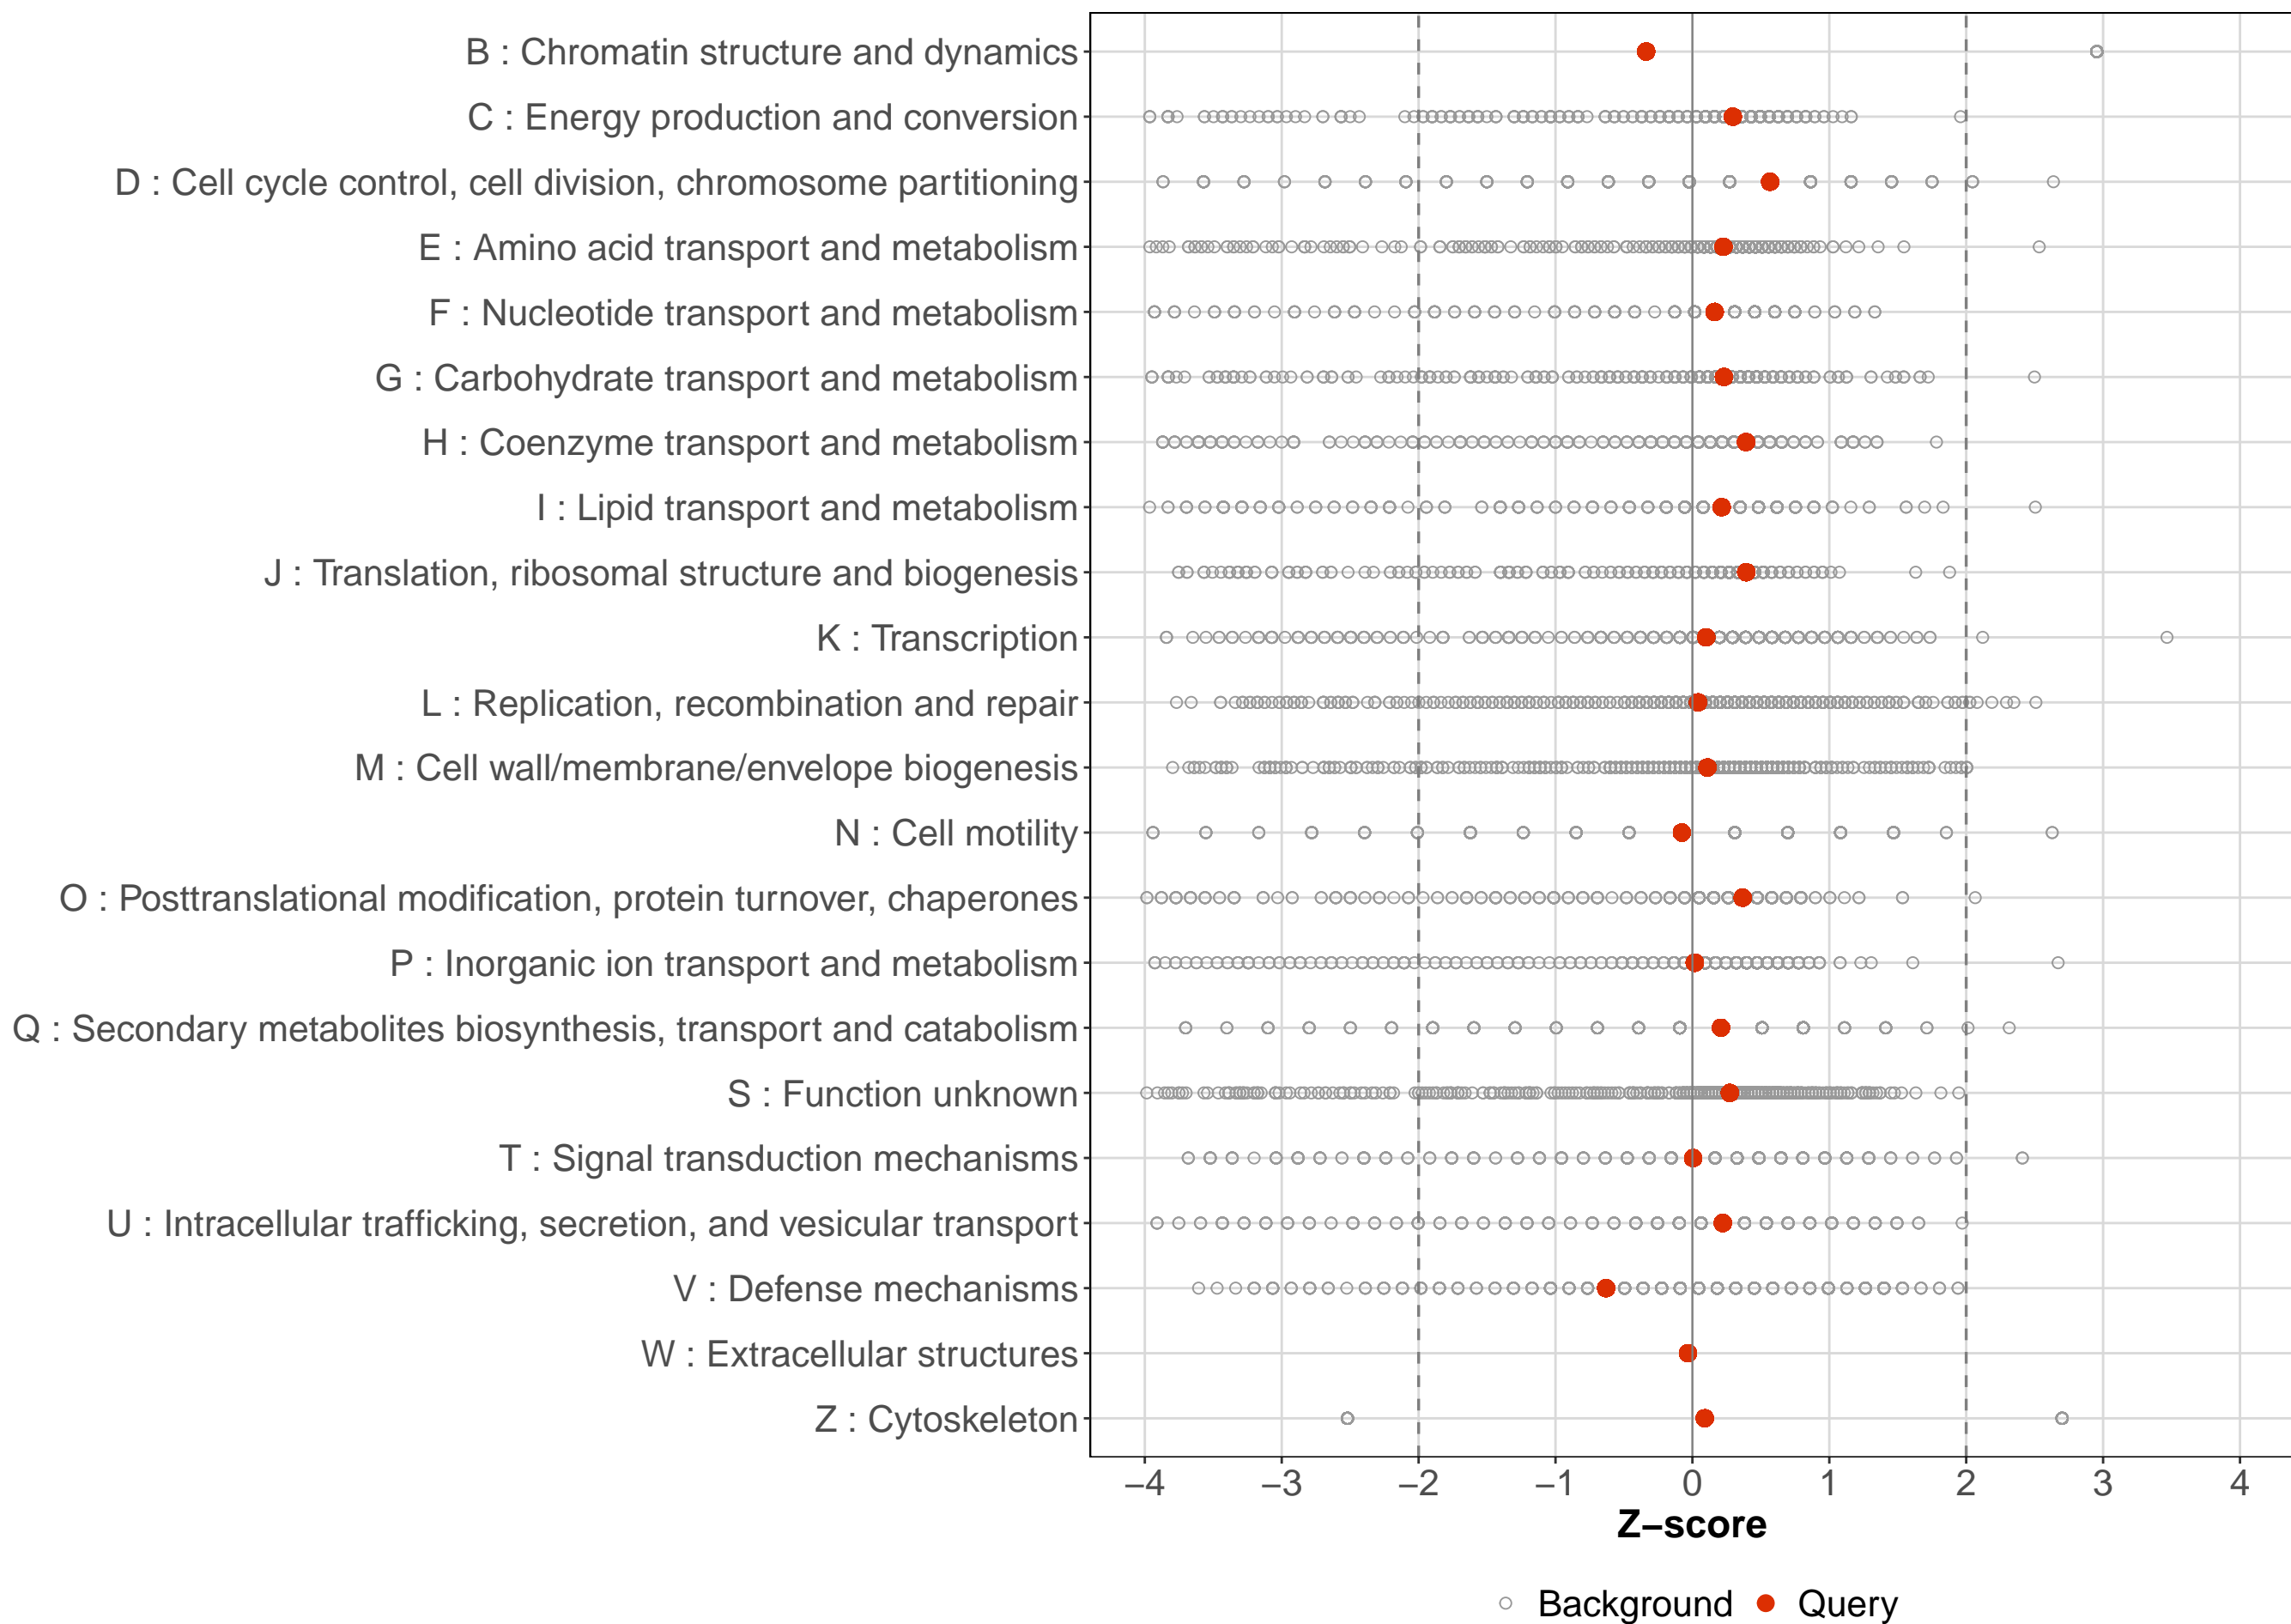 B : Chromatin structure and dynamics
C : Energy production and conversion
D : Cell cycle control, cell division, chromosome partitioning
E : Amino acid transport and metabolism
F : Nucleotide transport and metabolism
G : Carbohydrate transport and metabolism
H : Coenzyme transport and metabolism
I : Lipid transport and metabolism
J : Translation, ribosomal structure and biogenesis
K : Transcription
L : Replication, recombination and repair
M : Cell wall/membrane/envelope biogenesis
N : Cell motility
O : Posttranslational modification, protein turnover, chaperones
P : Inorganic ion transport and metabolism
Q : Secondary metabolites biosynthesis, transport and catabolism
S : Function unknown
T : Signal transduction mechanisms
U : Intracellular trafficking, secretion, and vesicular transport
V : Defense mechanisms
W : Extracellular structures
Z : Cytoskeleton
−4 −3 −2 −1 0 1 2 3 4
Z−score
Background Query